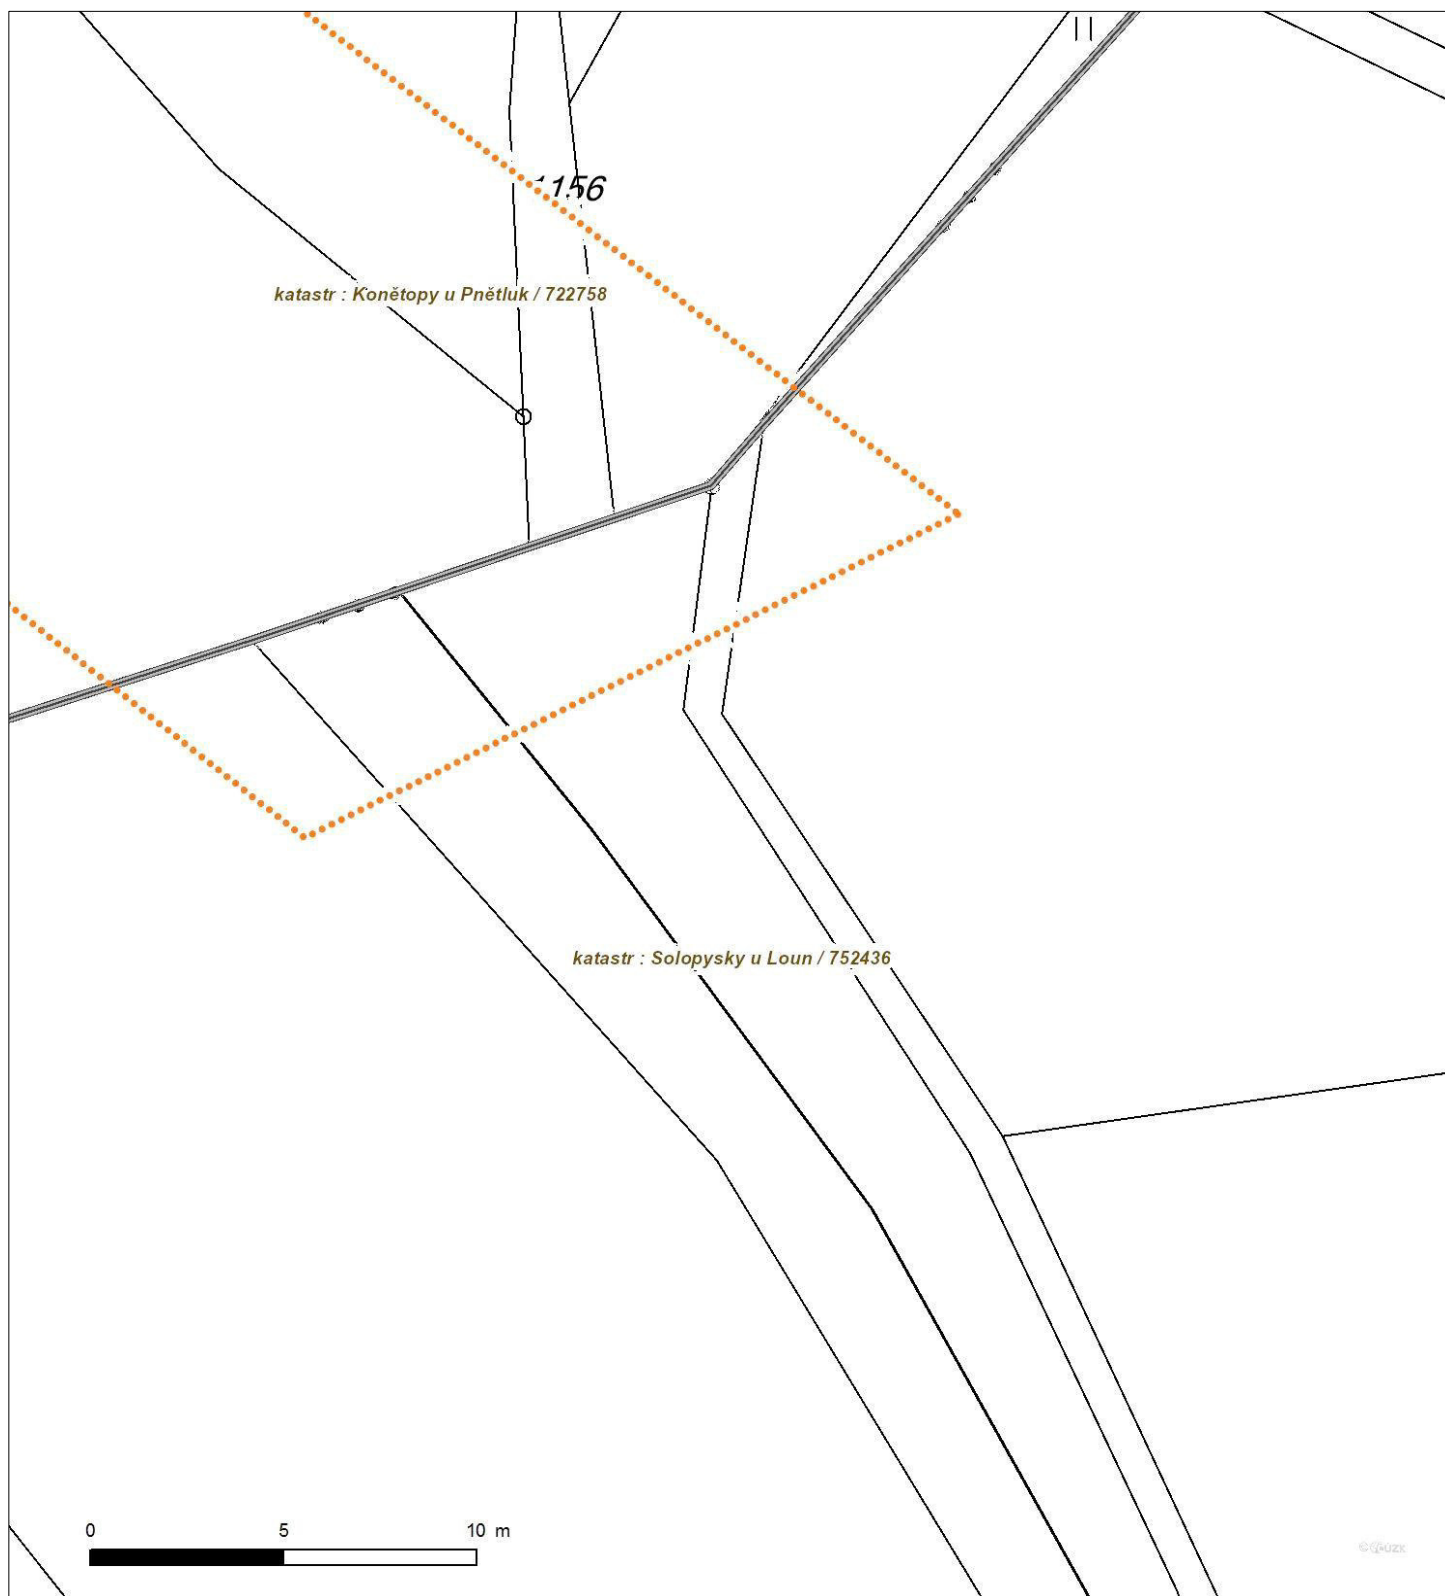 1156
katastr : Konětopy u Pnětluk / 722758
katastr : Solopysky u Loun / 752436
0 5 10 m